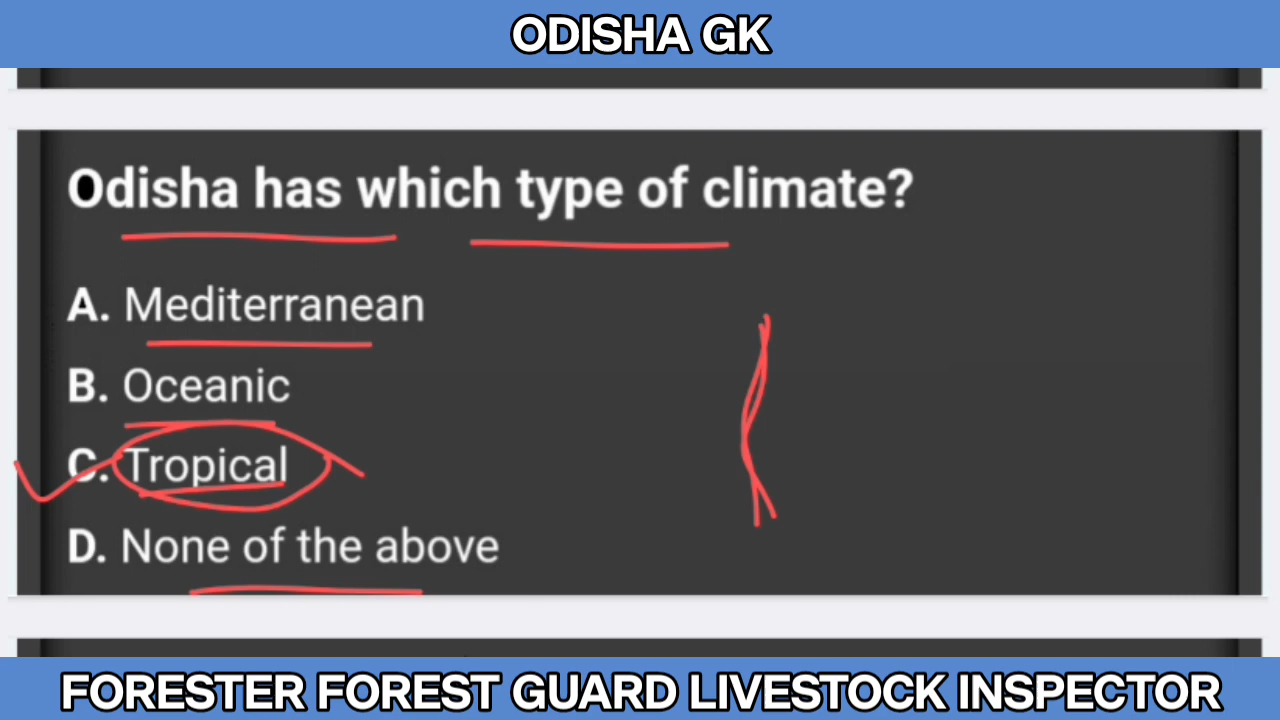 ODISHA GK
Odisha has which type of climate?
A. Mediterranean
B. Oceanic
C. Tropical
D. None of the above
FORESTER FOREST GUARD LIVESTOCK INSPECTOR